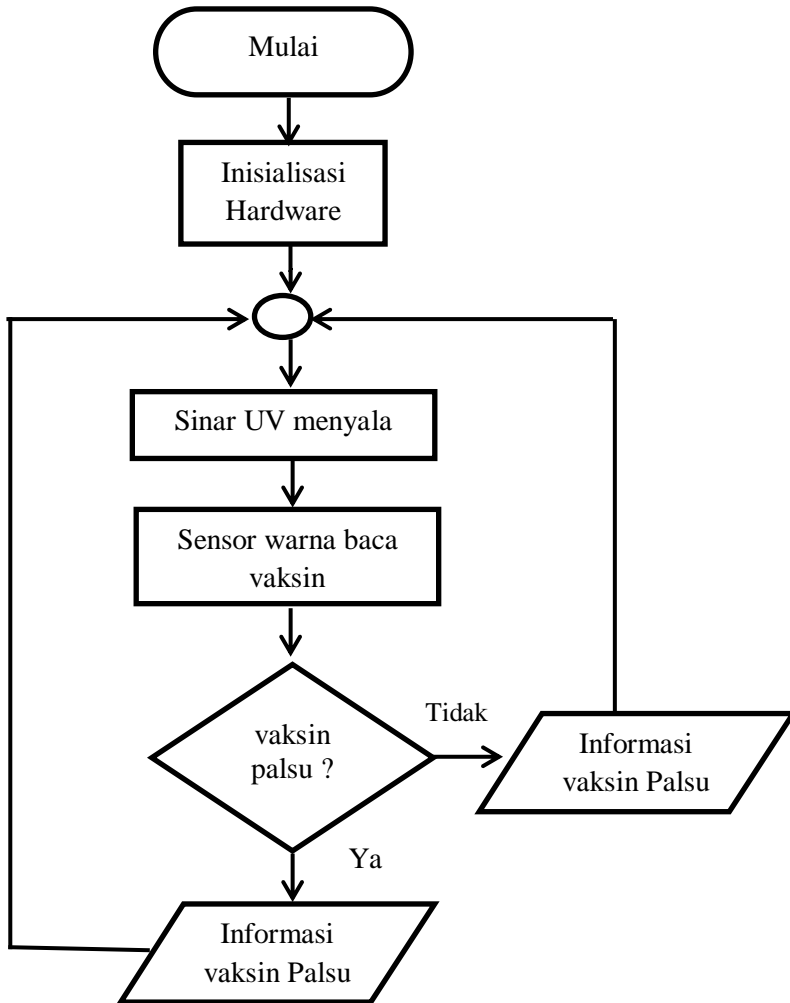 Mulai
Inisialisasi
Hardware
Sinar UV menyala
Sensor warna baca
vaksin
vaksin
palsu ?
Tidak
Informasi
vaksin Palsu
Ya
Informasi
vaksin Palsu